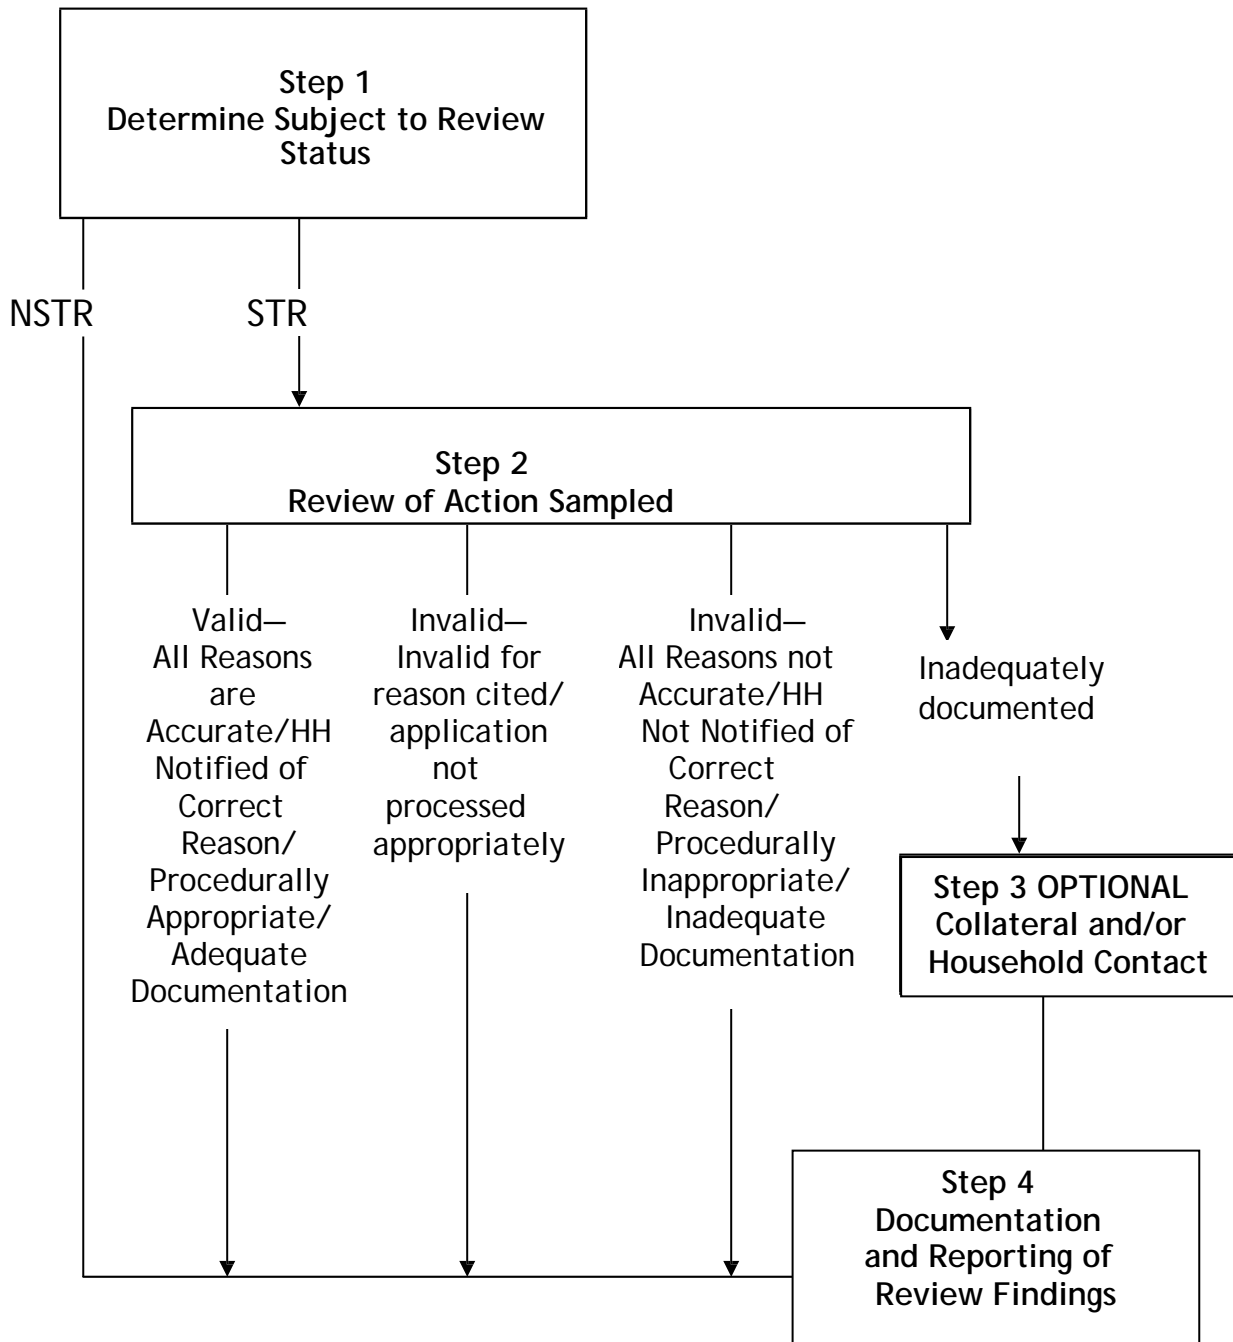 Step 1
Determine Subject to Review
Status
NSTR
STR
Step 2
Review of Action Sampled
Valid—
All Reasons
are
Accurate/HH
Notified of
Correct
Reason/
Procedurally
Appropriate/
Adequate
Documentation
Invalid—
Invalid for
reason cited/
application
not
processed
appropriately
Invalid—
All Reasons not
Accurate/HH
Not Notified of
Correct
Reason/
Procedurally
Inappropriate/
Inadequate
Documentation
Inadequately
documented
Step 3 OPTIONAL
Collateral and/or
Household Contact
Step 4
Documentation
and Reporting of
Review Findings